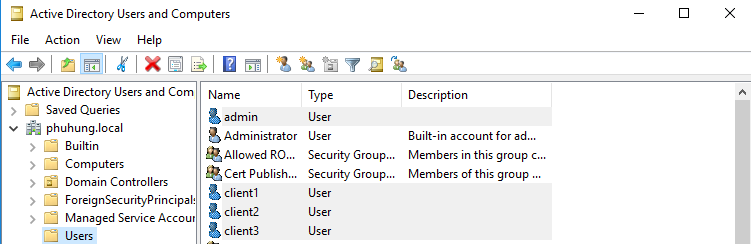 Active Directory Users and Computers
File Action View Help
Active Directory Users and Com
Saved Queries
phuhung.local
Builtin
Computers
Domain Controllers
ForeignSecurityPrincipals
Managed Service Accour
Users
Name Type Description
admin User
Administrator User Built-in account for ad...
Allowed RO... Security Group... Members in this group c...
Cert Publish... Security Group... Members of this group ...
client1 User
client2 User
client3 User